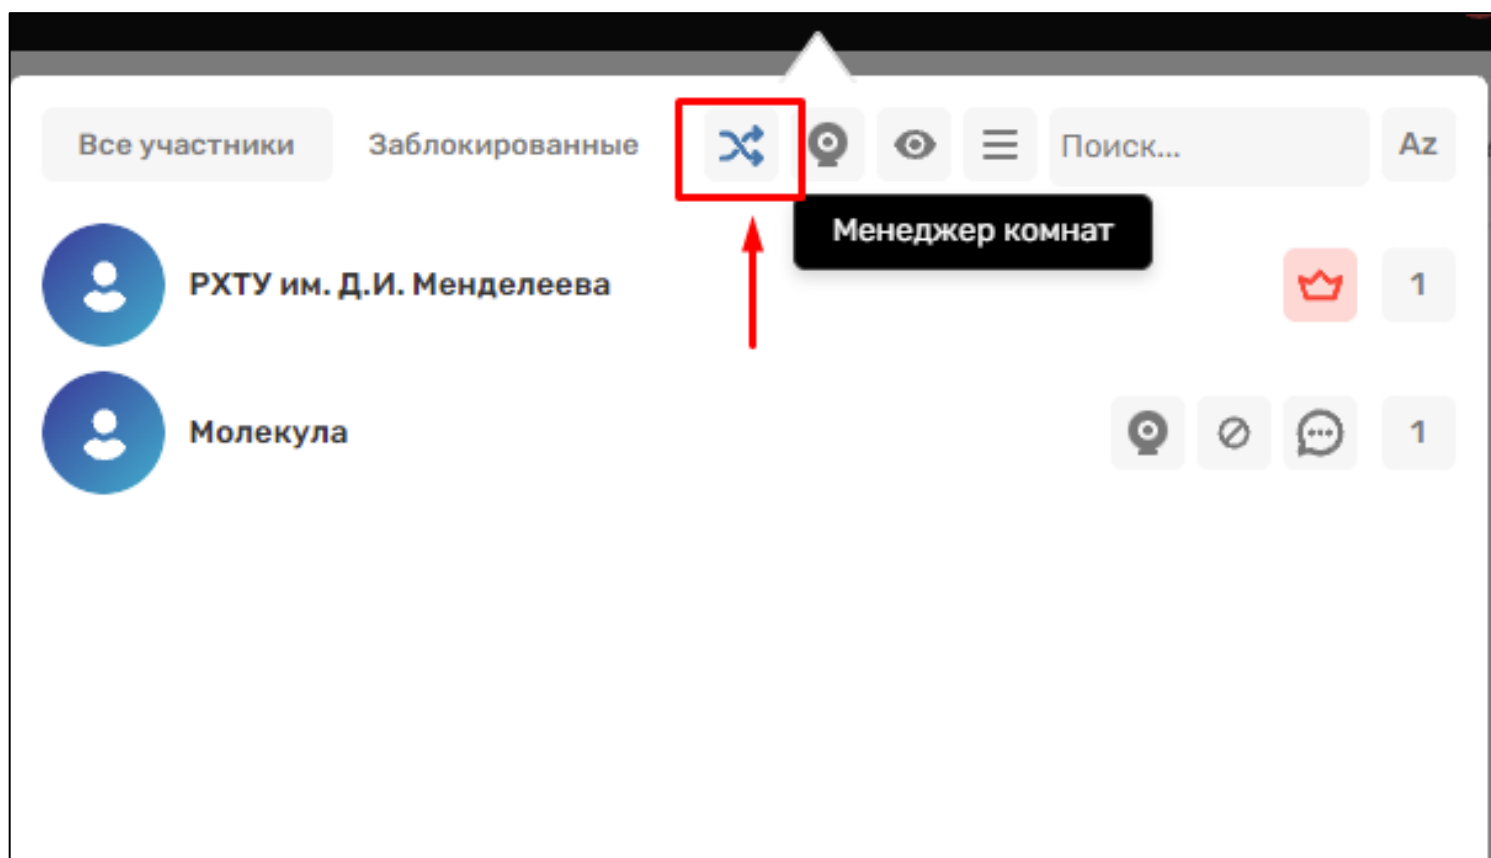 Все участники Заблокированные Поиск... Az
Менеджер комнат
РХТУ им. Д.И. Менделеева 1
Молекула 1